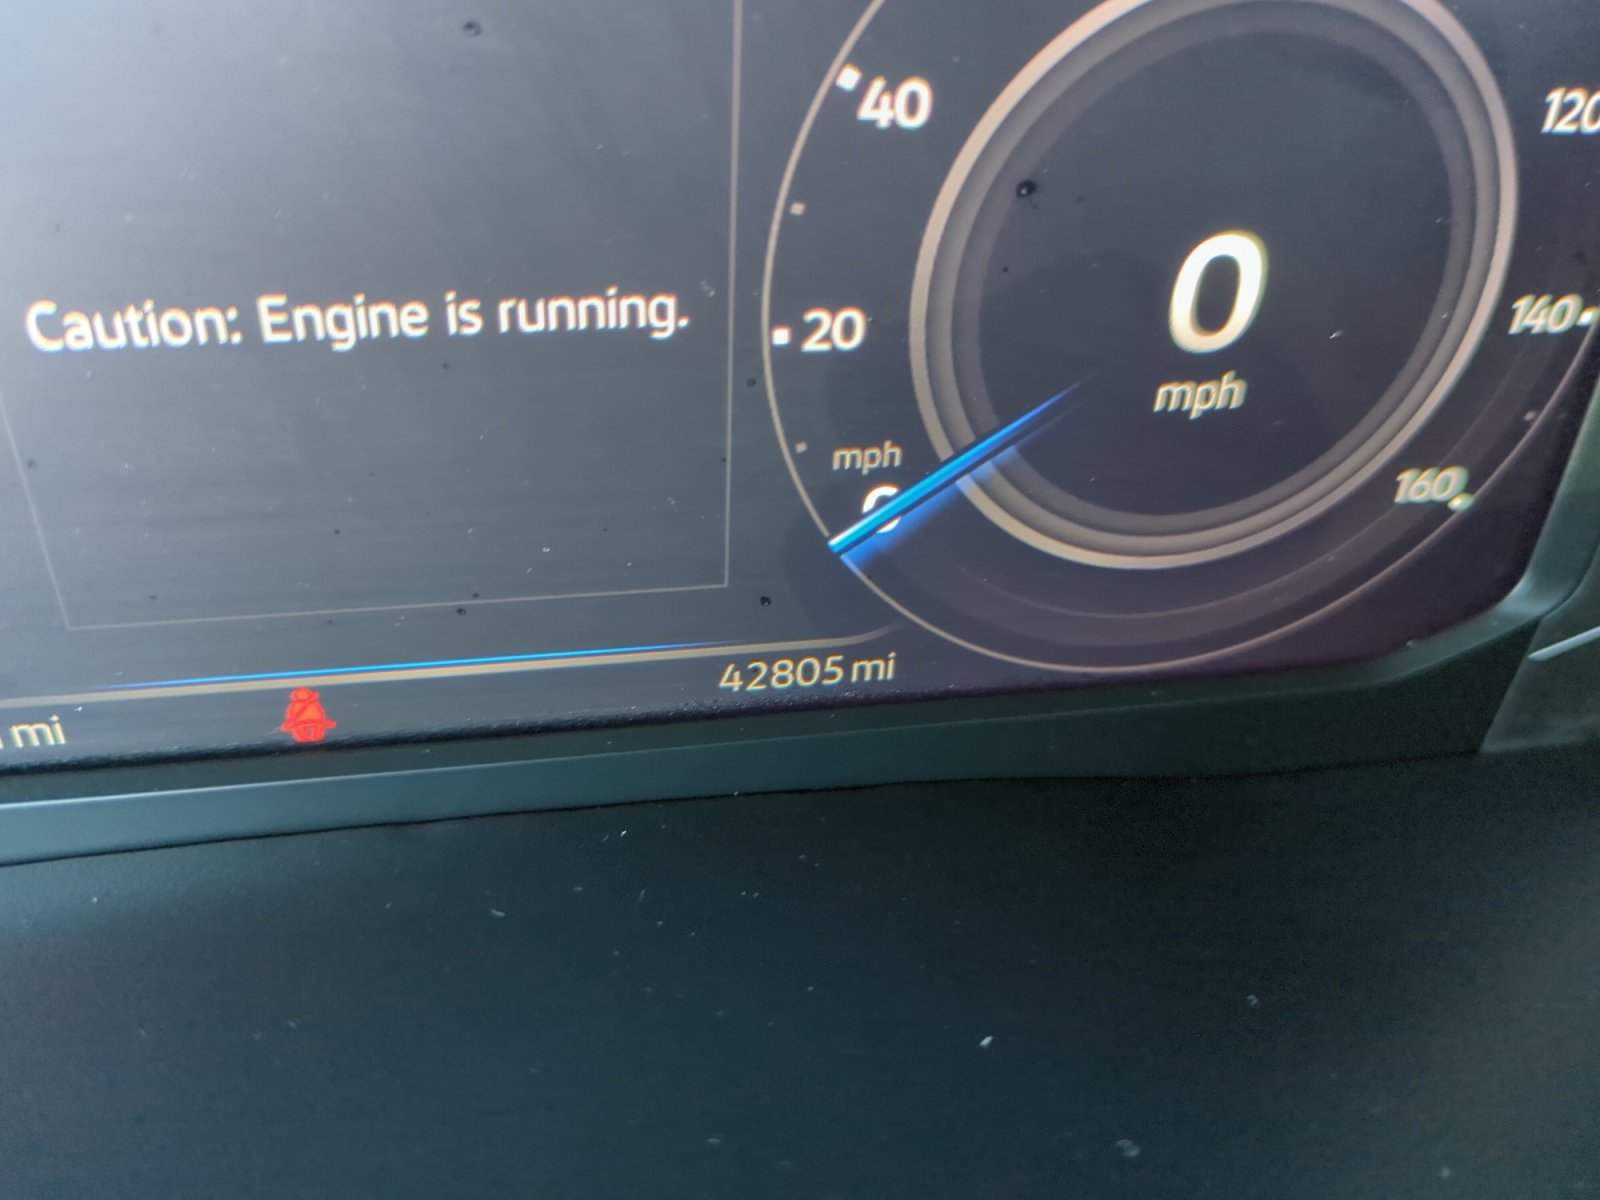 40
120
0
Caution: Engine is running.
20
140
mph
mph
160
42805 mi
mi